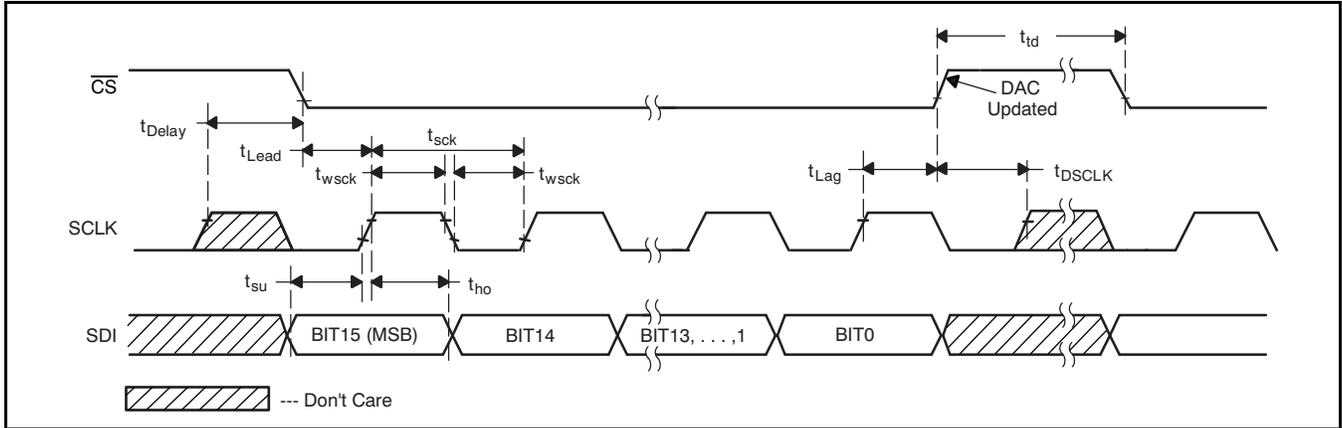 t_td
C̅S̅
DAC
Updated
t_Delay
t_sck
t_Lead
t_wsck
t_wsck
t_Lag
t_DSCLK
SCLK
t_su
t_ho
SDI
BIT15 (MSB)
BIT14
BIT13, . . . ,1
BIT0
--- Don't Care